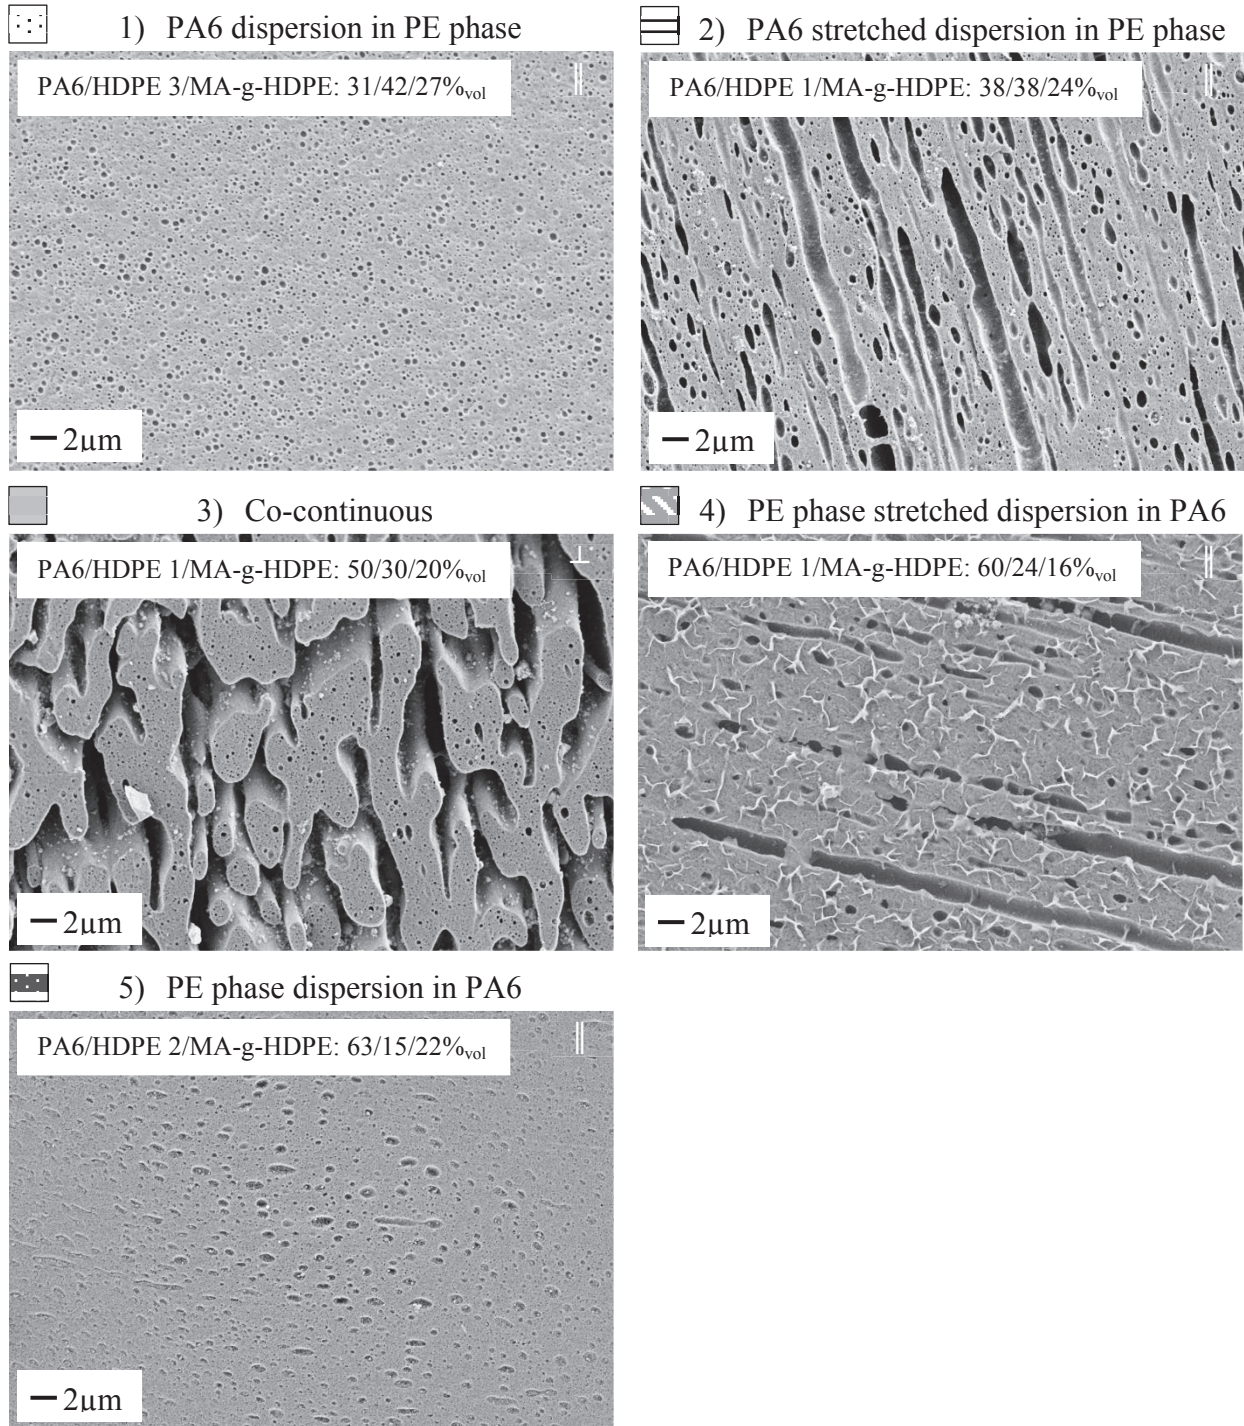 1) PA6 dispersion in PE phase
PA6/HDPE 3/MA-g-HDPE: 31/42/27%vol
2µm
2) PA6 stretched dispersion in PE phase
PA6/HDPE 1/MA-g-HDPE: 38/38/24%vol
2µm
3) Co-continuous
PA6/HDPE 1/MA-g-HDPE: 50/30/20%vol
⊥
2µm
4) PE phase stretched dispersion in PA6
PA6/HDPE 1/MA-g-HDPE: 60/24/16%vol
2µm
5) PE phase dispersion in PA6
PA6/HDPE 2/MA-g-HDPE: 63/15/22%vol
2µm